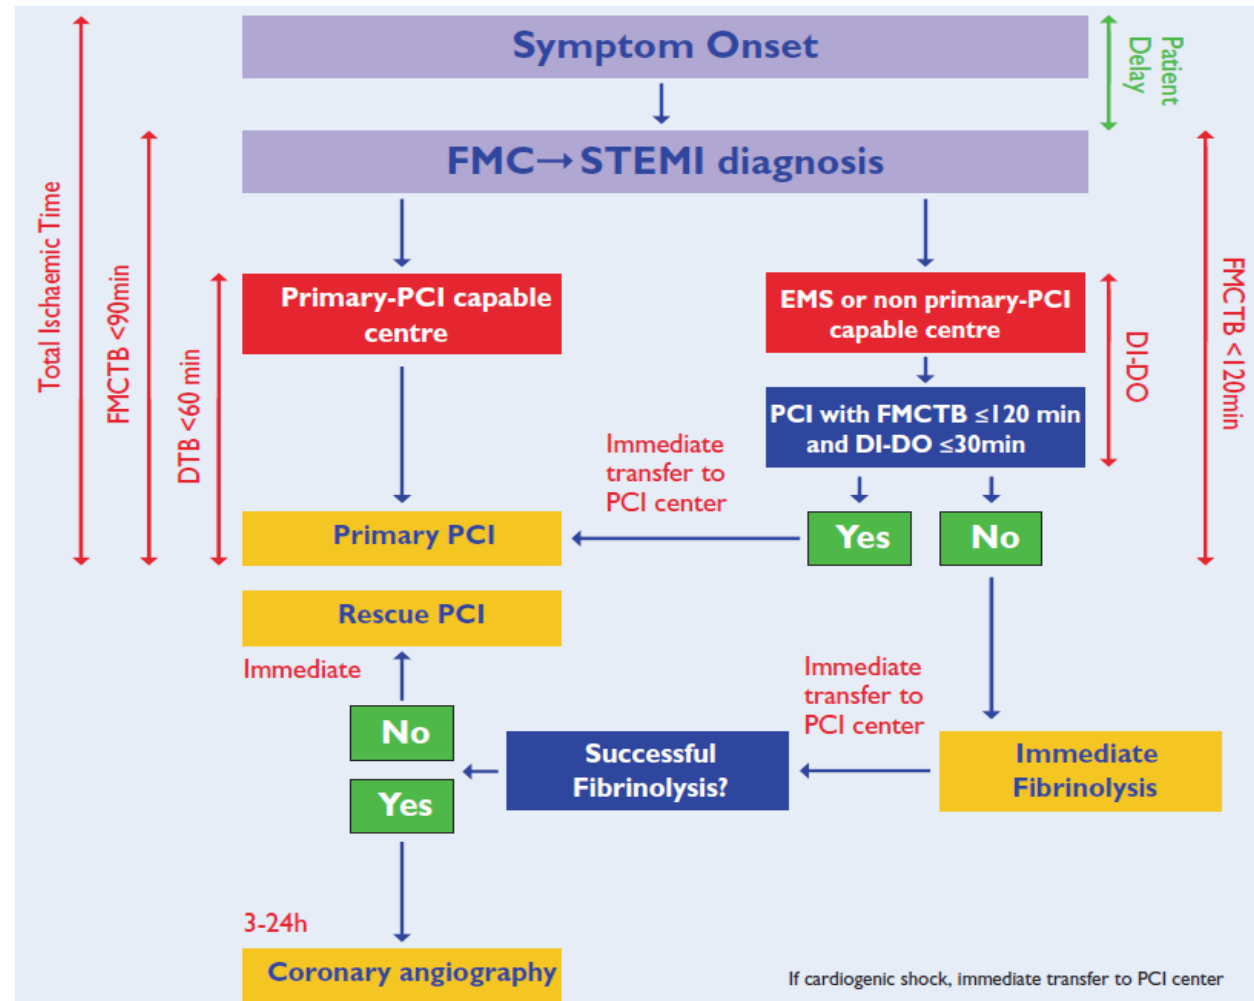 Symptom Onset
Patient
Delay
FMC→STEMI diagnosis
Total Ischaemic Time
FMCTB <90min
DTB <60 min
Primary-PCI capable
centre
EMS or non primary-PCI
capable centre
DI-DO
FMCTB <120min
PCI with FMCTB ≤120 min
and DI-DO ≤30min
Immediate
transfer to
PCI center
Primary PCI
Yes
No
Rescue PCI
Immediate
No
Yes
Successful
Fibrinolysis?
Immediate
transfer to
PCI center
Immediate
Fibrinolysis
3-24h
Coronary angiography
If cardiogenic shock, immediate transfer to PCI center